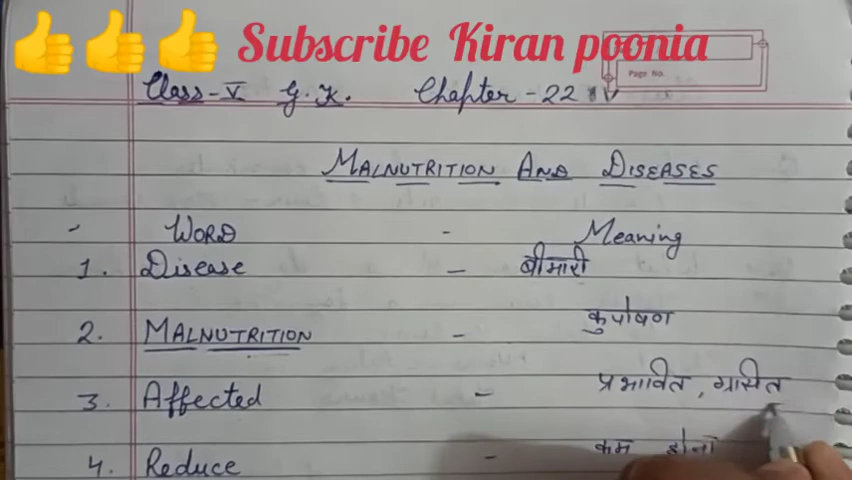 👍👍👍 Subscribe Kiran poonia
Page No.
Class-V G.K. Chapter-22
MALNUTRITION AND DISEASES
- WORD - Meaning
1. Disease - बीमारी
2. MALNUTRITION - कुपोषण
3. Affected - प्रभावित, ग्रासित
4. Reduce - कम होना